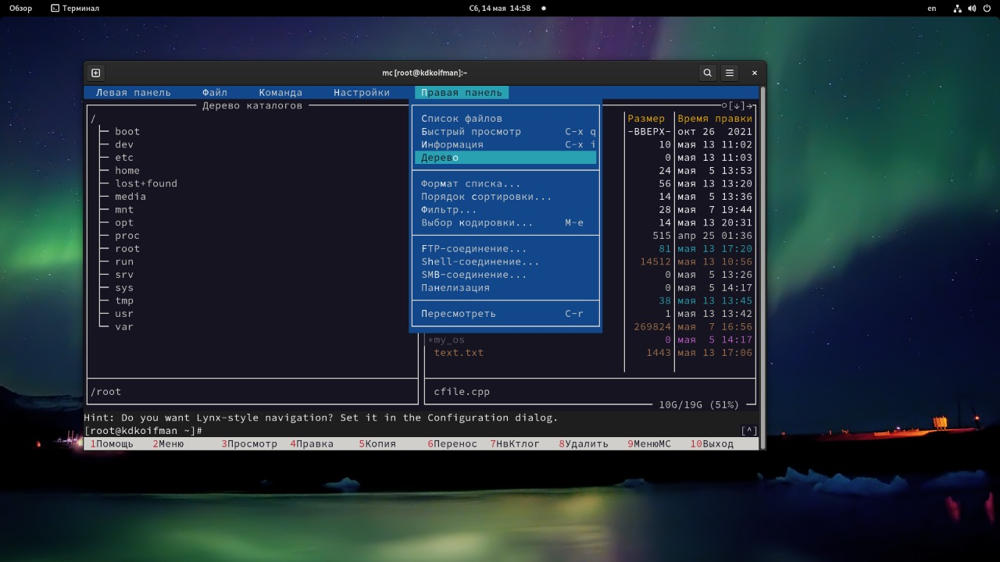 Обзор Терминал Сб, 14 мая 14:58 en
mc [root@kdkoifman]:~
Левая панель Файл Команда Настройки Правая панель
Дерево каталогов [↓]
/ Список файлов Размер Время правки
boot Быстрый просмотр C-x q -ВВЕРХ- окт 26 2021
dev Информация C-x i 10 мая 13 11:02
etc Дерево 0 мая 13 11:03
home 24 мая 5 13:53
lost+found Формат списка... 56 мая 13 13:20
media Порядок сортировки... 14 мая 5 13:36
mnt Фильтр... 28 мая 7 19:44
opt Выбор кодировки... M-e 14 мая 13 20:31
proc 515 апр 25 01:36
root FTP-соединение... 81 мая 13 17:20
run Shell-соединение... 14512 мая 13 10:56
srv SMB-соединение... 0 мая 5 13:26
sys Панелизация 0 мая 5 14:17
tmp 38 мая 13 13:45
usr Пересмотреть C-r 1 мая 13 13:42
var 269824 мая 7 16:56
*my_os 0 мая 5 14:17
text.txt 1443 мая 13 17:06
/root cfile.cpp
10G/19G (51%)
Hint: Do you want Lynx-style navigation? Set it in the Configuration dialog.
[root@kdkoifman ~]# [^]
1Помощь 2Меню 3Просмотр 4Правка 5Копия 6Перенос 7НвКтлог 8Удалить 9МенюMC 10Выход